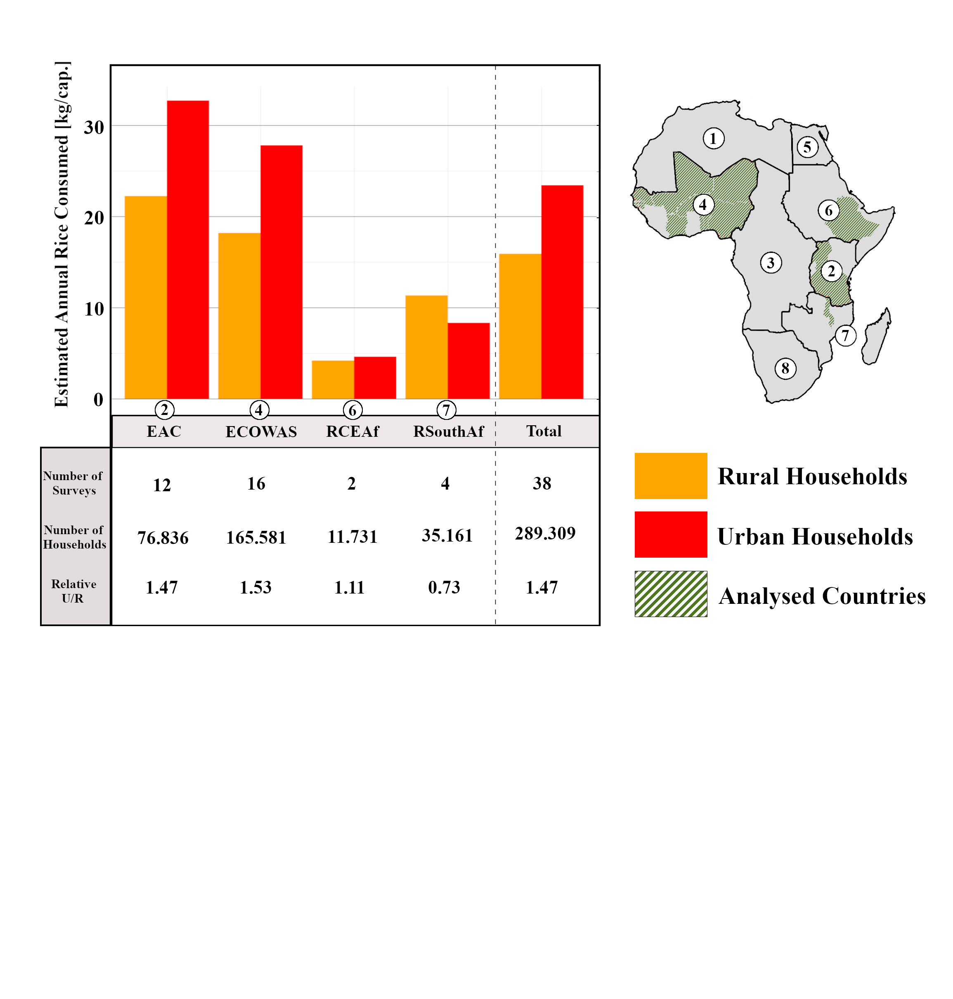 Estimated Annual Rice Consumed [kg/cap.]
30
20
10
0
2
4
6
7
EAC
ECOWAS
RCEAf
RSouthAf
Total
Number of
Surveys
12
16
2
4
38
Number of
Households
76.836
165.581
11.731
35.161
289.309
Relative
U/R
1.47
1.53
1.11
0.73
1.47
1
5
4
6
3
2
7
8
Rural Households
Urban Households
Analysed Countries